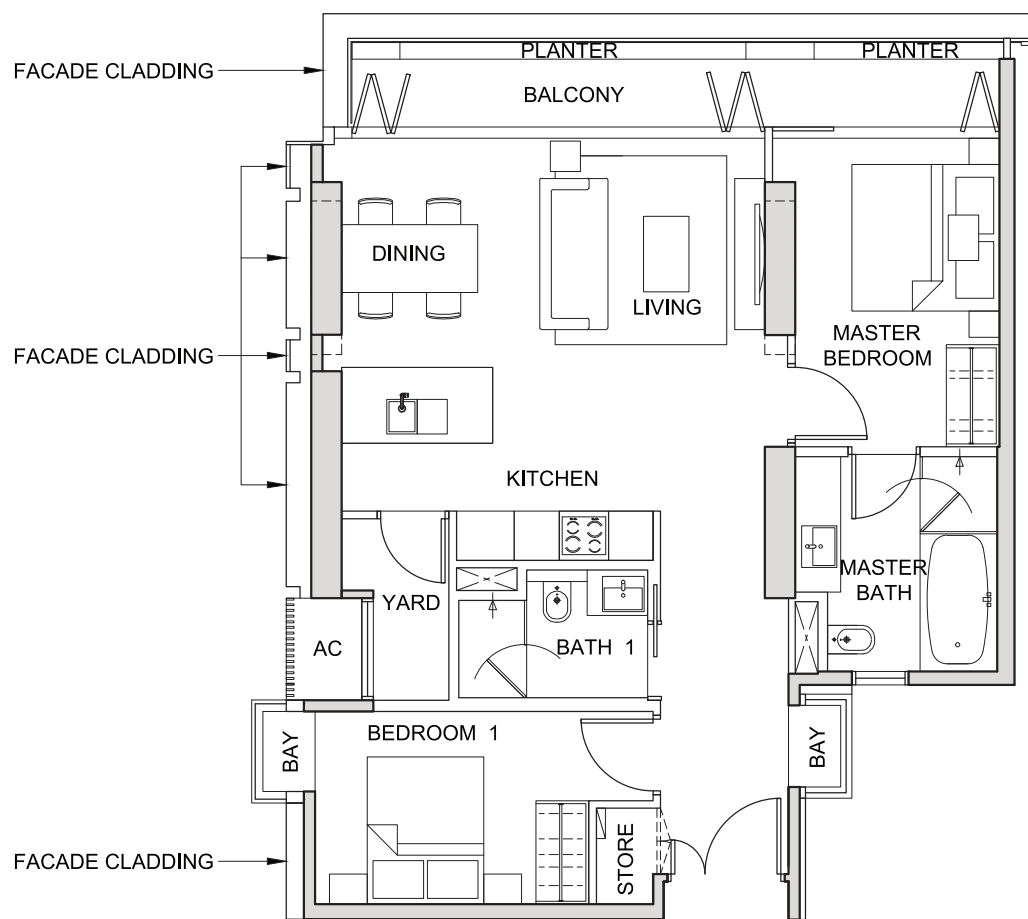 PLANTER
PLANTER
FACADE CLADDING
BALCONY
DINING
LIVING
MASTER
BEDROOM
FACADE CLADDING
KITCHEN
MASTER
BATH
YARD
AC
BATH 1
BEDROOM 1
BAY
BAY
STORE
FACADE CLADDING